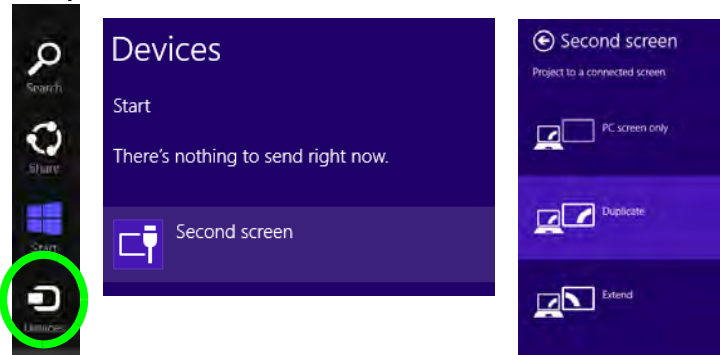 Search
Share
Start
Devices
Devices
Start
There's nothing to send right now.
Second screen
Second screen
Project to a connected screen
PC screen only
Duplicate
Extend